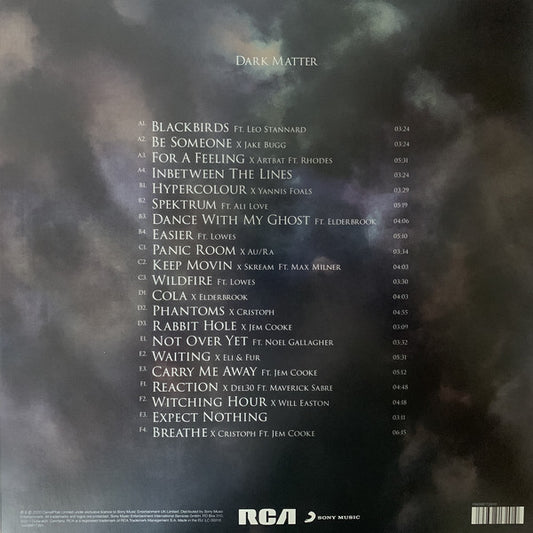 DARK MATTER
A1. BLACKBIRDS FT. LEO STANNARD 03:24
A2. BE SOMEONE X JAKE BUGG 03:24
A3. FOR A FEELING X ARTBAT FT. RHODES 05:31
A4. INBETWEEN THE LINES 03:24
B1. HYPERCOLOUR X YANNIS FOALS 03:29
B2. SPEKTRUM FT. ALI LOVE 05:19
B3. DANCE WITH MY GHOST FT. ELDERBROOK 04:06
B4. EASIER FT. LOWES 05:10
C1. PANIC ROOM X AU/RA 03:34
C2. KEEP MOVIN X SKREAM FT. MAX MILNER 04:03
C3. WILDFIRE FT. LOWES 03:30
D1. COLA X ELDERBROOK 04:03
D2. PHANTOMS X CRISTOPH 04:55
D3. RABBIT HOLE X JEM COOKE 03:09
E1. NOT OVER YET FT. NOEL GALLAGHER 03:32
E2. WAITING X ELI & FUR 05:31
E3. CARRY ME AWAY FT. JEM COOKE 05:12
F1. REACTION X DEL30 FT. MAVERICK SABRE 04:48
F2. WITCHING HOUR X WILL EASTON 04:18
F3. EXPECT NOTHING 03:11
F4. BREATHE X CRISTOPH FT. JEM COOKE 06:15
RCA SONY MUSIC